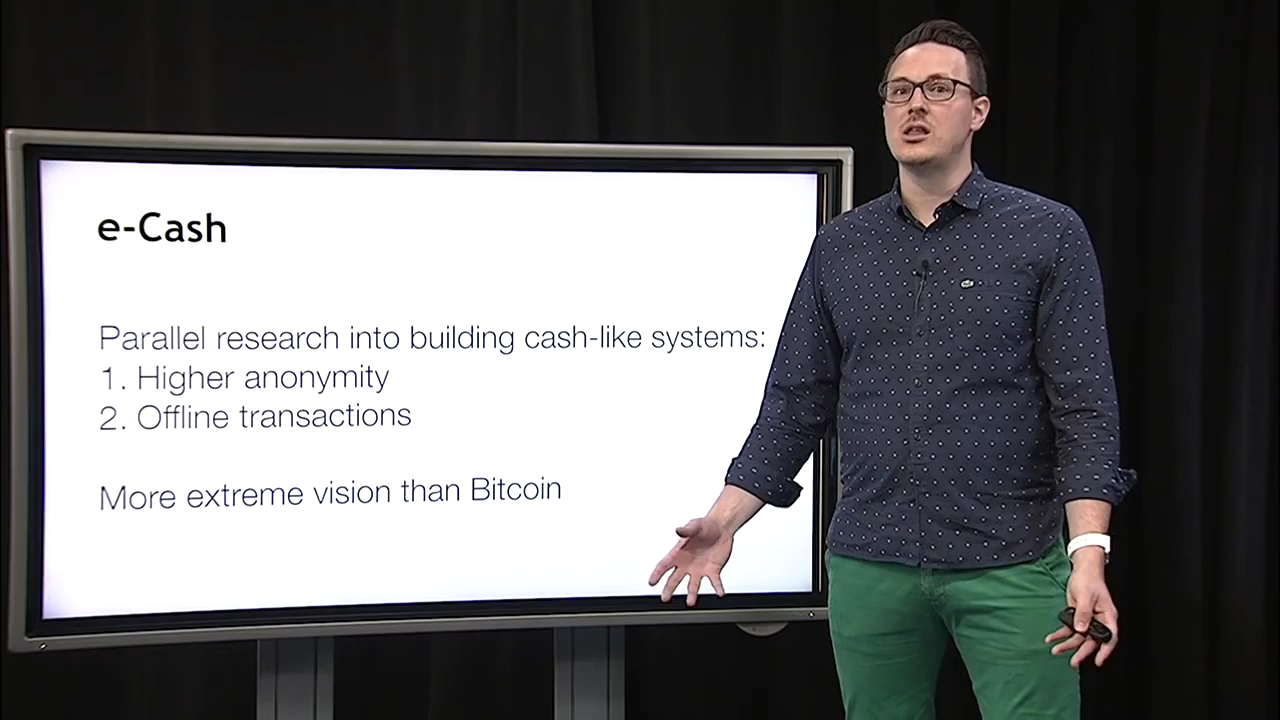 e-Cash
Parallel research into building cash-like systems:
1. Higher anonymity
2. Offline transactions
More extreme vision than Bitcoin